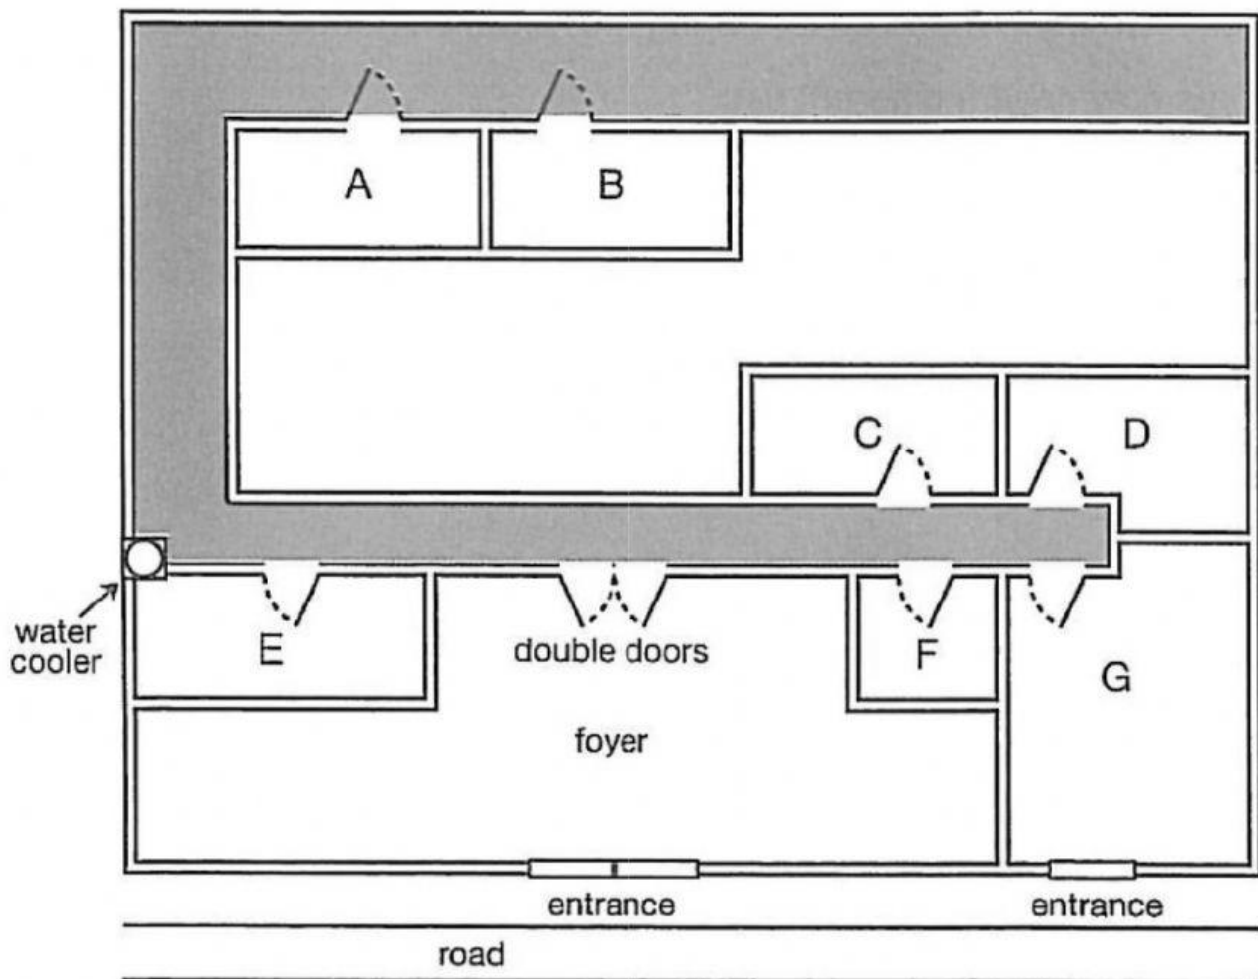 A
B
C
D
water
cooler
E
double doors
F
G
foyer
entrance
entrance
road